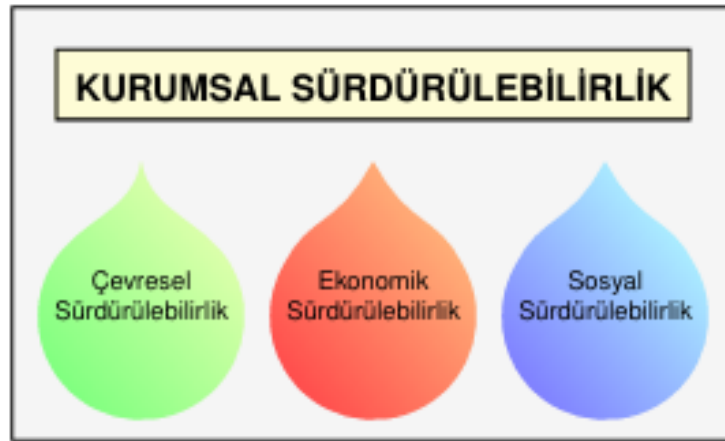 KURUMSAL SÜRDÜRÜLEBİLİRLİK
Çevresel
Sürdürülebilirlik
Ekonomik
Sürdürülebilirlik
Sosyal
Sürdürülebilirlik